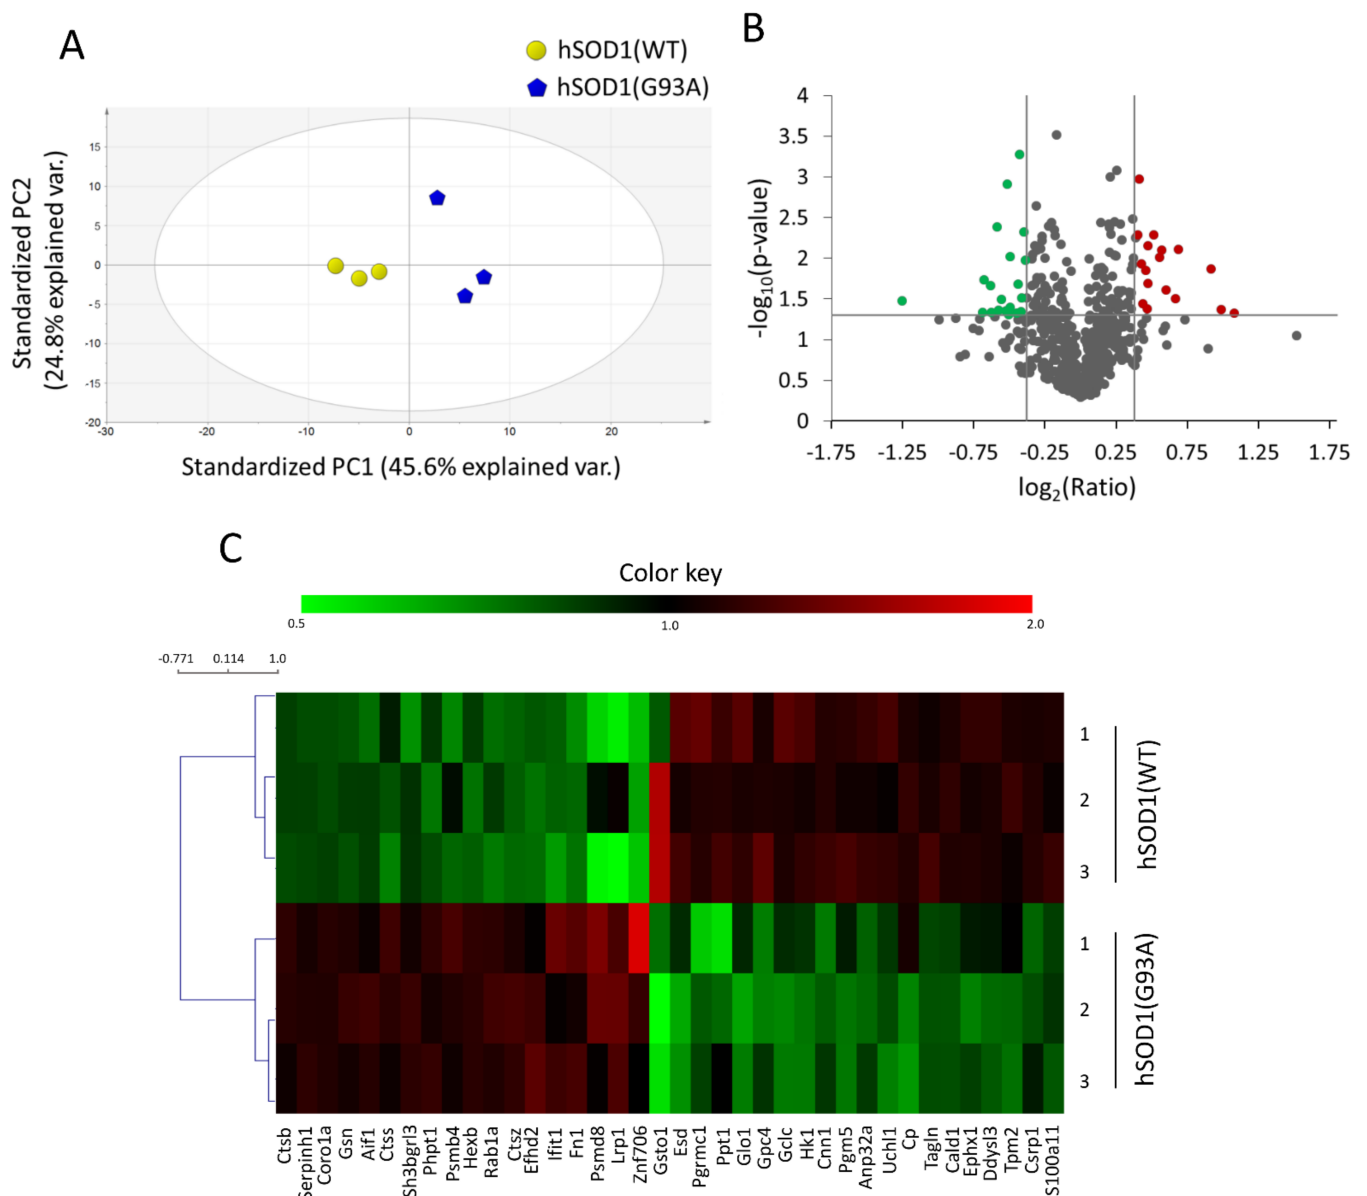 A
hSOD1(WT)
hSOD1(G93A)
Standardized PC2
(24.8% explained var.)
15
10
5
0
-5
-10
-15
-20
-30
-20
-10
0
10
20
Standardized PC1 (45.6% explained var.)
B
-log10(p-value)
4
3.5
3
2.5
2
1.5
1
0.5
0
-1.75
-1.25
-0.75
-0.25
0.25
0.75
1.25
1.75
log2(Ratio)
C
Color key
0.5
1.0
2.0
-0.771
0.114
1.0
1
2
3
hSOD1(WT)
1
2
3
hSOD1(G93A)
Ctsb
Serpinh1
Coro1a
Gsn
Aif1
Ctss
Sh3bgrl3
Phpt1
Psmb4
Hexb
Rab1a
Ctsz
Efhd2
Ifit1
Fn1
Psmd8
Lrp1
Znf706
Gsto1
Esd
Pgrmc1
Ppt1
Glo1
Gpc4
Gclc
Hk1
Cnn1
Pgm5
Anp32a
Uchl1
Cp
Tagln
Cald1
Ephx1
Ddysl3
Tpm2
Csrp1
S100a11